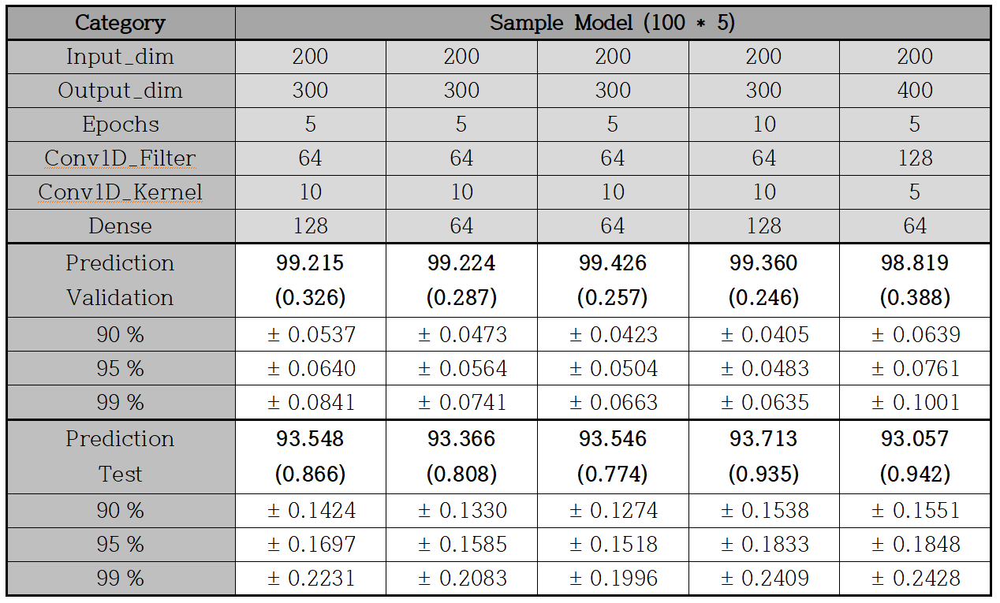 Category Sample Model (100 * 5)
Input_dim 200 200 200 200 200
Output_dim 300 300 300 300 400
Epochs 5 5 5 10 5
Conv1D_Filter 64 64 64 64 128
Conv1D_Kernel 10 10 10 10 5
Dense 128 64 64 128 64
Prediction 99.215 99.224 99.426 99.360 98.819
Validation (0.326) (0.287) (0.257) (0.246) (0.388)
90 % ± 0.0537 ± 0.0473 ± 0.0423 ± 0.0405 ± 0.0639
95 % ± 0.0640 ± 0.0564 ± 0.0504 ± 0.0483 ± 0.0761
99 % ± 0.0841 ± 0.0741 ± 0.0663 ± 0.0635 ± 0.1001
Prediction 93.548 93.366 93.546 93.713 93.057
Test (0.866) (0.808) (0.774) (0.935) (0.942)
90 % ± 0.1424 ± 0.1330 ± 0.1274 ± 0.1538 ± 0.1551
95 % ± 0.1697 ± 0.1585 ± 0.1518 ± 0.1833 ± 0.1848
99 % ± 0.2231 ± 0.2083 ± 0.1996 ± 0.2409 ± 0.2428